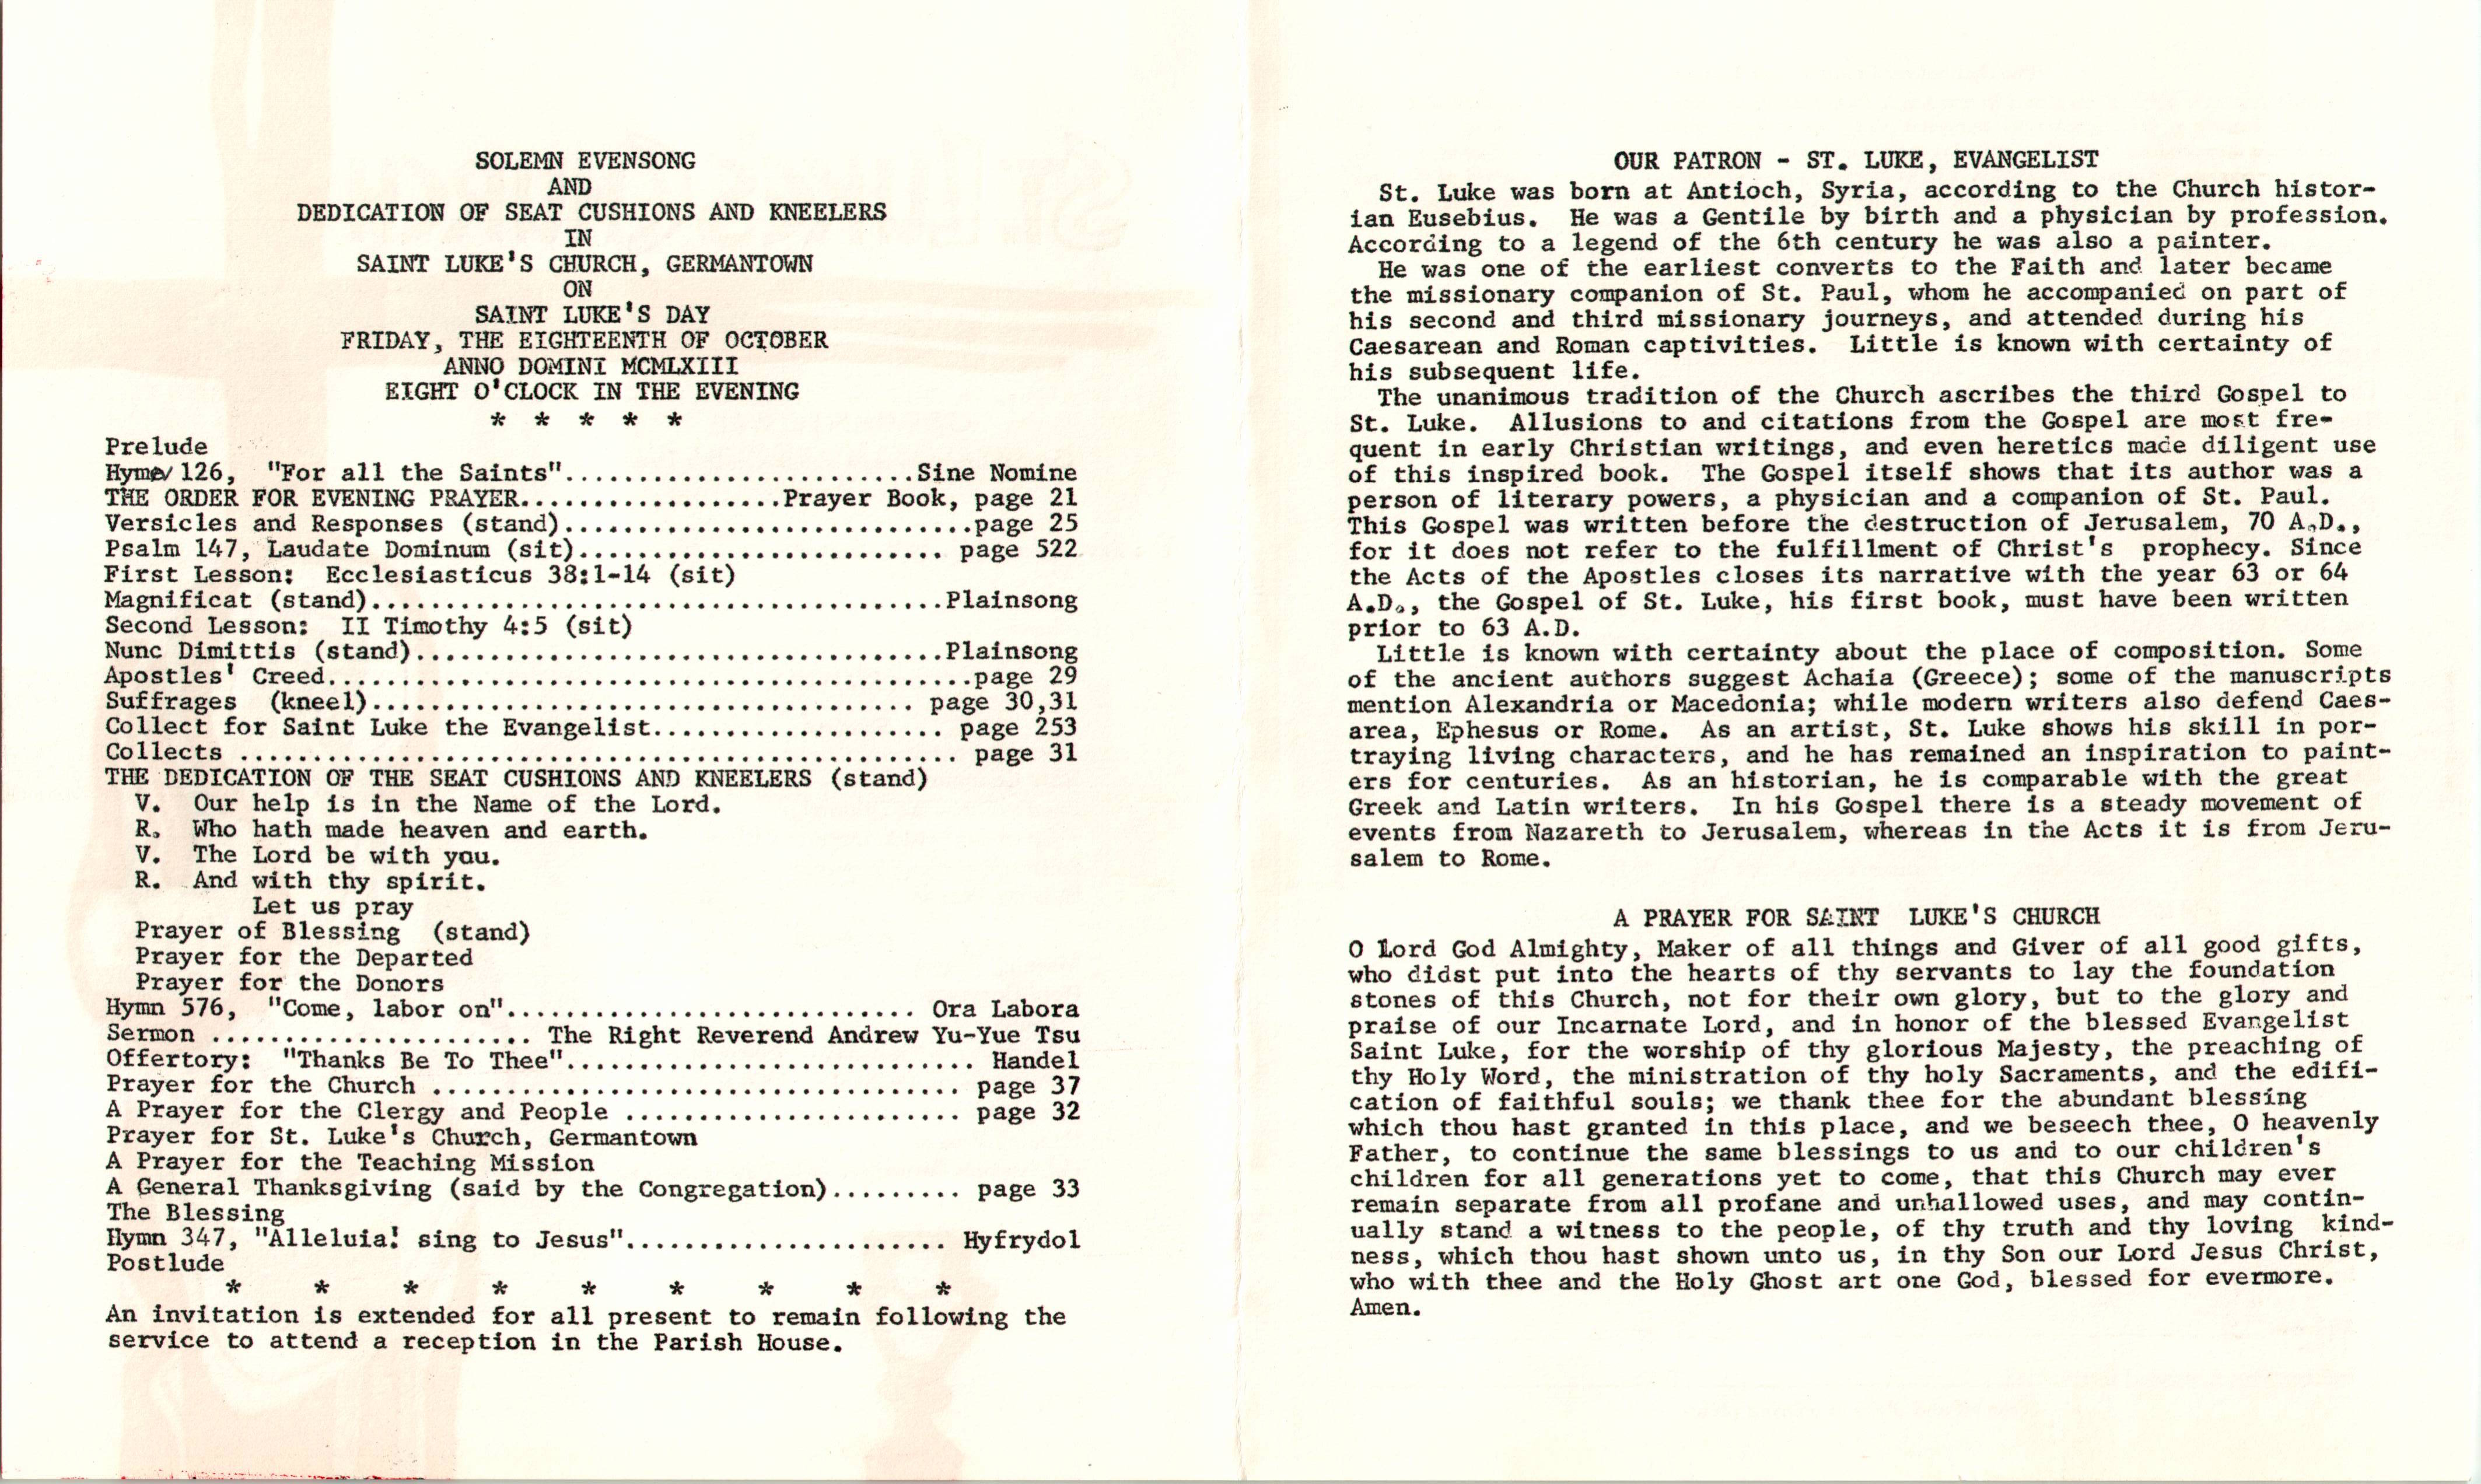 SOLEMN EVENSONG
AND
DEDICATION OF SEAT CUSHIONS AND KNEELERS
IN
SAINT LUKE'S CHURCH, GERMANTOWN
ON
SAINT LUKE'S DAY
FRIDAY, THE EIGHTEENTH OF OCTOBER
ANNO DOMINI MCMLXIII
EIGHT O'CLOCK IN THE EVENING
* * * * *
Prelude
Hymn 126, "For all the Saints"........................Sine Nomine
THE ORDER FOR EVENING PRAYER..................Prayer Book, page 21
Versicles and Responses (stand)............................page 25
Psalm 147, Laudate Dominum (sit)......................... page 522
First Lesson: Ecclesiasticus 38:1-14 (sit)
Magnificat (stand).......................................Plainsong
Second Lesson: II Timothy 4:5 (sit)
Nunc Dimittis (stand)....................................Plainsong
Apostles' Creed............................................page 29
Suffrages (kneel)..................................... page 30,31
Collect for Saint Luke the Evangelist.................... page 253
Collects ................................................. page 31
THE DEDICATION OF THE SEAT CUSHIONS AND KNEELERS (stand)
V. Our help is in the Name of the Lord.
R. Who hath made heaven and earth.
V. The Lord be with you.
R. And with thy spirit.
Let us pray
Prayer of Blessing (stand)
Prayer for the Departed
Prayer for the Donors
Hymn 576, "Come, labor on"............................ Ora Labora
Sermon ...................... The Right Reverend Andrew Yu-Yue Tsu
Offertory: "Thanks Be To Thee"............................ Handel
Prayer for the Church .................................... page 37
A Prayer for the Clergy and People ....................... page 32
Prayer for St. Luke's Church, Germantown
A Prayer for the Teaching Mission
A General Thanksgiving (said by the Congregation)......... page 33
The Blessing
Hymn 347, "Alleluia! sing to Jesus"...................... Hyfrydol
Postlude
* * * * * * * * *
An invitation is extended for all present to remain following the
service to attend a reception in the Parish House.
OUR PATRON - ST. LUKE, EVANGELIST
St. Luke was born at Antioch, Syria, according to the Church histor-
ian Eusebius. He was a Gentile by birth and a physician by profession.
According to a legend of the 6th century he was also a painter.
He was one of the earliest converts to the Faith and later became
the missionary companion of St. Paul, whom he accompanied on part of
his second and third missionary journeys, and attended during his
Caesarean and Roman captivities. Little is known with certainty of
his subsequent life.
The unanimous tradition of the Church ascribes the third Gospel to
St. Luke. Allusions to and citations from the Gospel are most fre-
quent in early Christian writings, and even heretics made diligent use
of this inspired book. The Gospel itself shows that its author was a
person of literary powers, a physician and a companion of St. Paul.
This Gospel was written before the destruction of Jerusalem, 70 A.D.,
for it does not refer to the fulfillment of Christ's prophecy. Since
the Acts of the Apostles closes its narrative with the year 63 or 64
A.D., the Gospel of St. Luke, his first book, must have been written
prior to 63 A.D.
Little is known with certainty about the place of composition. Some
of the ancient authors suggest Achaia (Greece); some of the manuscripts
mention Alexandria or Macedonia; while modern writers also defend Caes-
area, Ephesus or Rome. As an artist, St. Luke shows his skill in por-
traying living characters, and he has remained an inspiration to paint-
ers for centuries. As an historian, he is comparable with the great
Greek and Latin writers. In his Gospel there is a steady movement of
events from Nazareth to Jerusalem, whereas in the Acts it is from Jeru-
salem to Rome.
A PRAYER FOR SAINT LUKE'S CHURCH
O Lord God Almighty, Maker of all things and Giver of all good gifts,
who didst put into the hearts of thy servants to lay the foundation
stones of this Church, not for their own glory, but to the glory and
praise of our Incarnate Lord, and in honor of the blessed Evangelist
Saint Luke, for the worship of thy glorious Majesty, the preaching of
thy Holy Word, the ministration of thy holy Sacraments, and the edifi-
cation of faithful souls; we thank thee for the abundant blessing
which thou hast granted in this place, and we beseech thee, O heavenly
Father, to continue the same blessings to us and to our children's
children for all generations yet to come, that this Church may ever
remain separate from all profane and unhallowed uses, and may contin-
ually stand a witness to the people, of thy truth and thy loving kind-
ness, which thou hast shown unto us, in thy Son our Lord Jesus Christ,
who with thee and the Holy Ghost art one God, blessed for evermore.
Amen.